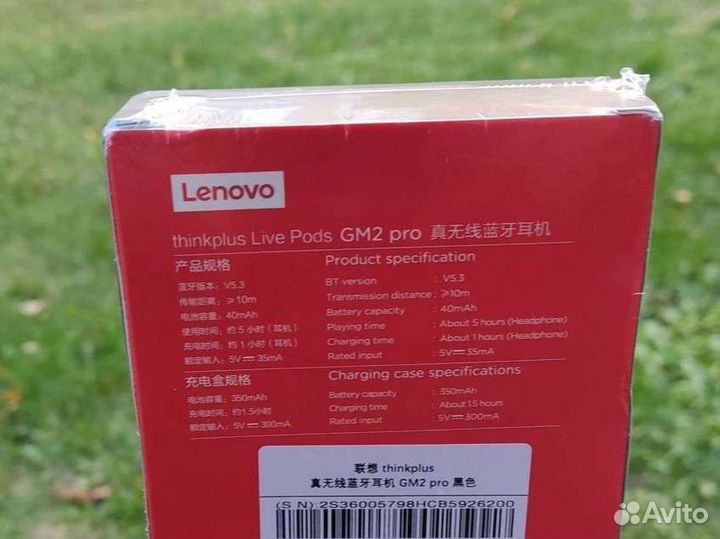 Lenovo
thinkplus Live Pods GM2 pro 真无线蓝牙耳机
产品规格 Product specification
蓝牙版本: V5.3 BT version : V5.3
传输距离: ≥10m Transmission distance : ≥10m
电池容量: 40mAh Battery capacity : 40mAh
使用时间: 约 5 小时 (耳机) Playing time : About 5 hours (Headphone)
充电时间: 约 1 小时 (耳机) Charging time : About 1 hours (Headphone)
额定输入: 5V⎓35mA Rated input : 5V⎓35mA
充电盒规格 Charging case specifications
电池容量: 350mAh Battery capacity : 350mAh
充电时间: 约1.5小时 Charging time : About 1.5 hours
额定输入: 5V⎓300mA Rated input : 5V⎓300mA
联想 thinkplus
真无线蓝牙耳机 GM2 pro 黑色
(S N):2S36005798HCB5926200
Avito